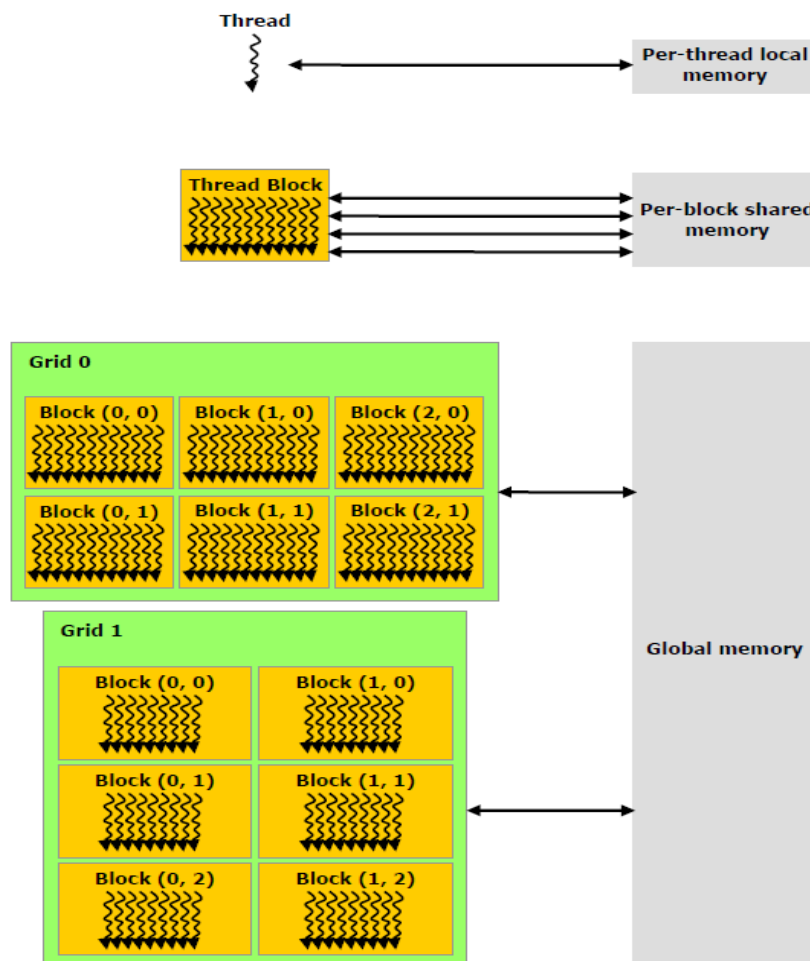 Thread
Per-thread local
memory
Thread Block
Per-block shared
memory
Grid 0
Block (0, 0)
Block (1, 0)
Block (2, 0)
Block (0, 1)
Block (1, 1)
Block (2, 1)
Grid 1
Block (0, 0)
Block (1, 0)
Block (0, 1)
Block (1, 1)
Block (0, 2)
Block (1, 2)
Global memory